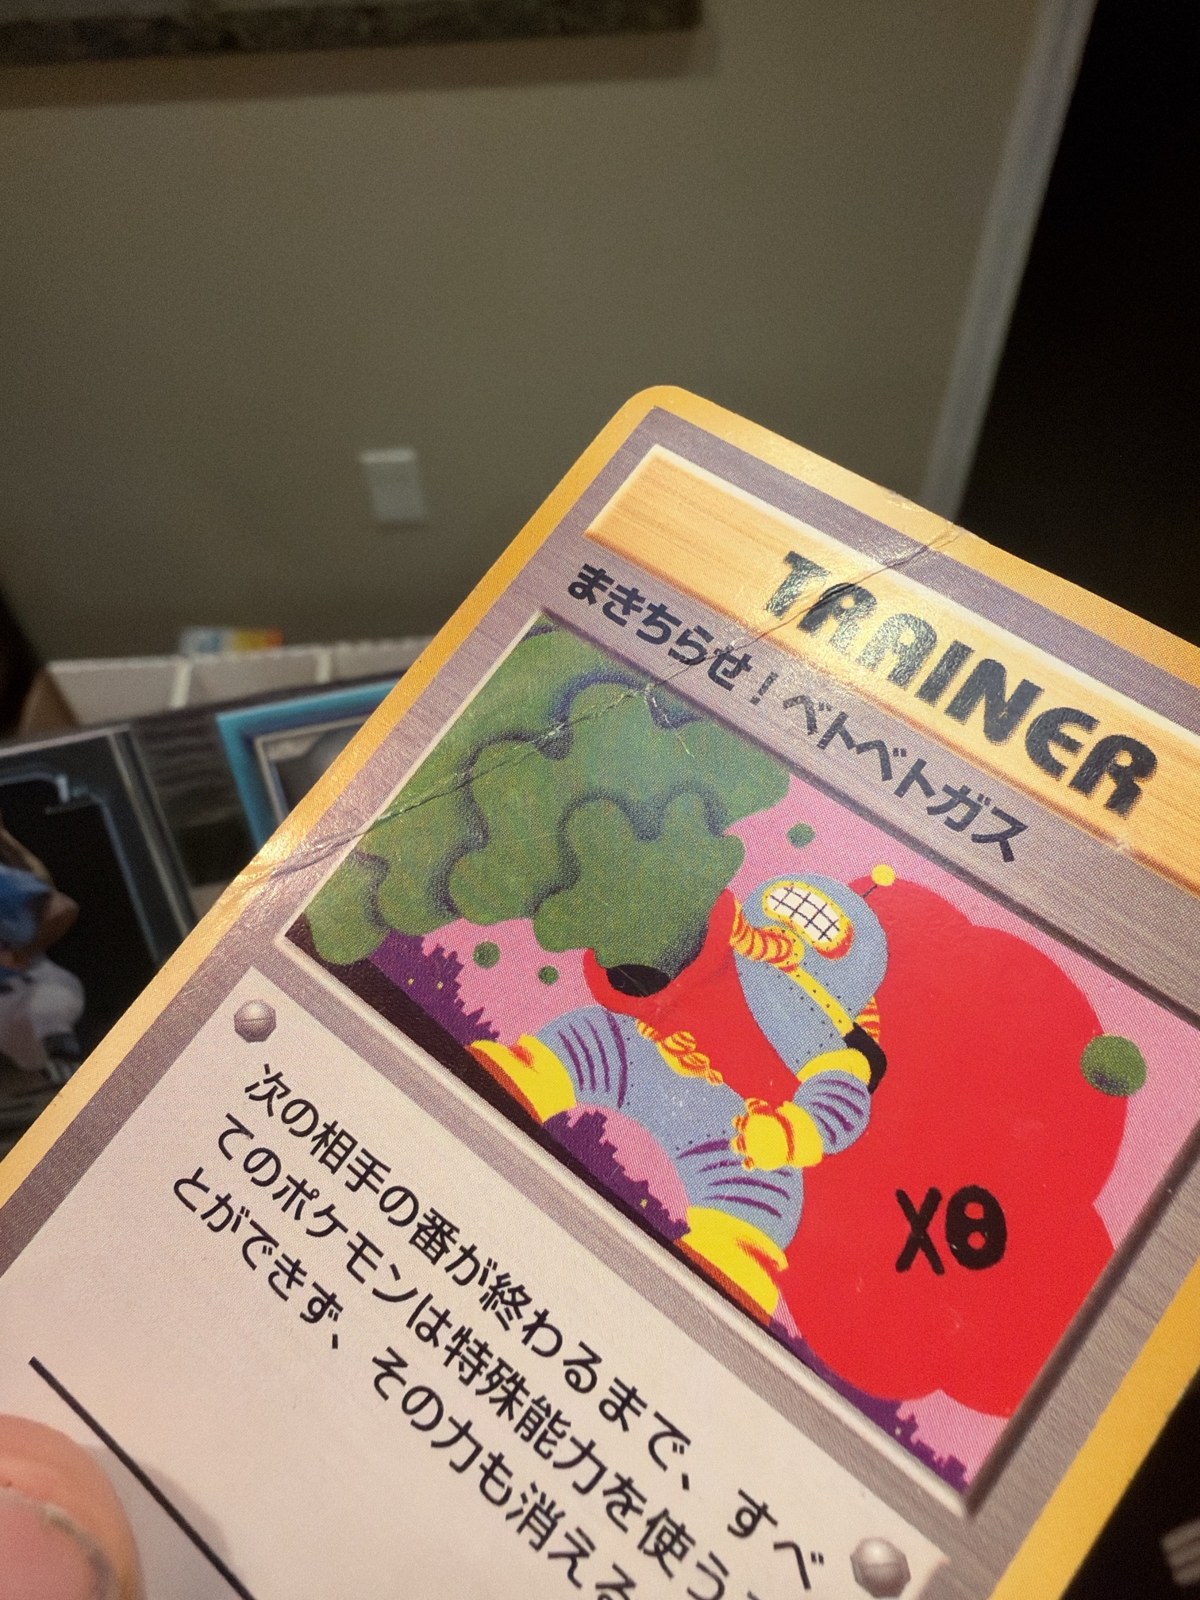 TRAINER
まきちらせ!ベトベトガス
X0
次の相手の番が終わるまで、すべ
てのポケモンは特殊能力を使う
とができず、その力も消える